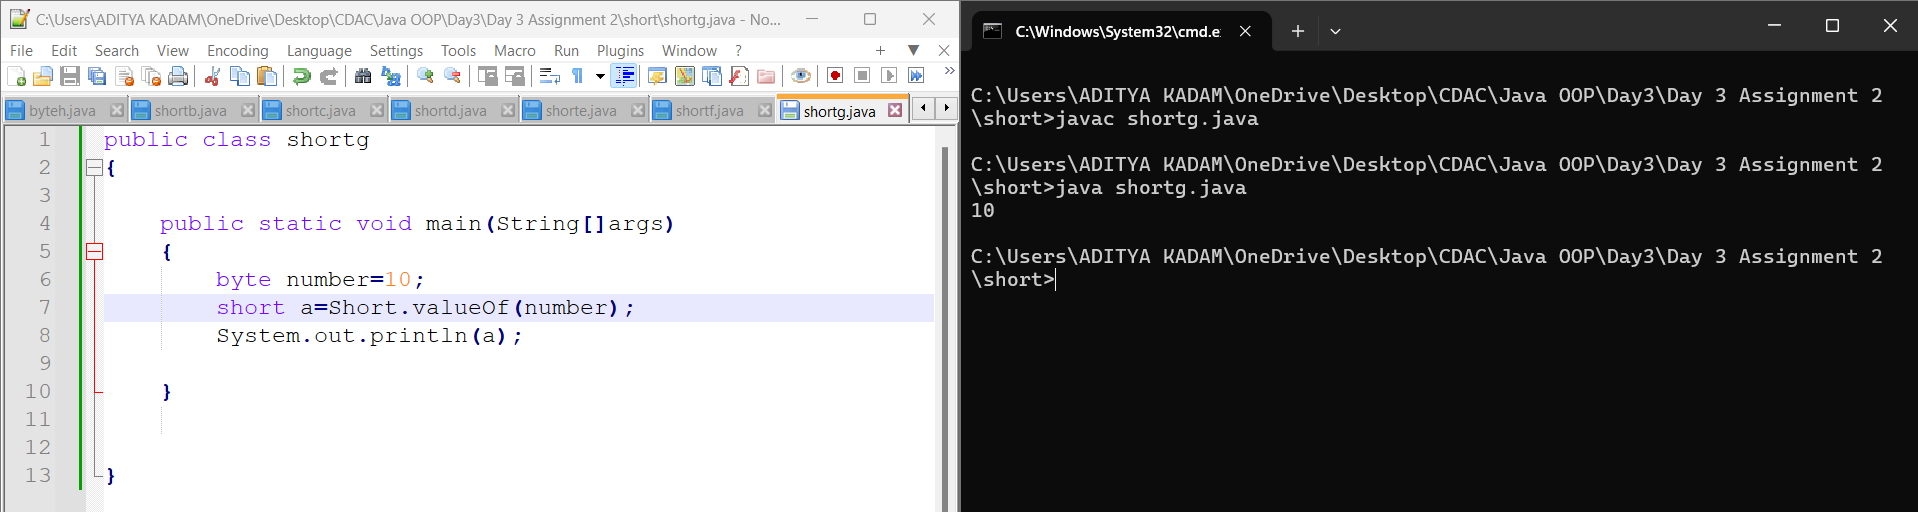 C:\Users\ADITYA KADAM\OneDrive\Desktop\CDAC\Java OOP\Day3\Day 3 Assignment 2\short\shortg.java - No...
File Edit Search View Encoding Language Settings Tools Macro Run Plugins Window ?
byteh.java shortb.java shortc.java shortd.java shorte.java shortf.java shortg.java
1 public class shortg
2 {
3
4 public static void main(String[]args)
5 {
6 byte number=10;
7 short a=Short.valueOf(number);
8 System.out.println(a);
9
10 }
11
12
13 }
C:\Windows\System32\cmd.e
C:\Users\ADITYA KADAM\OneDrive\Desktop\CDAC\Java OOP\Day3\Day 3 Assignment 2
\short>javac shortg.java
C:\Users\ADITYA KADAM\OneDrive\Desktop\CDAC\Java OOP\Day3\Day 3 Assignment 2
\short>java shortg.java
10
C:\Users\ADITYA KADAM\OneDrive\Desktop\CDAC\Java OOP\Day3\Day 3 Assignment 2
\short>